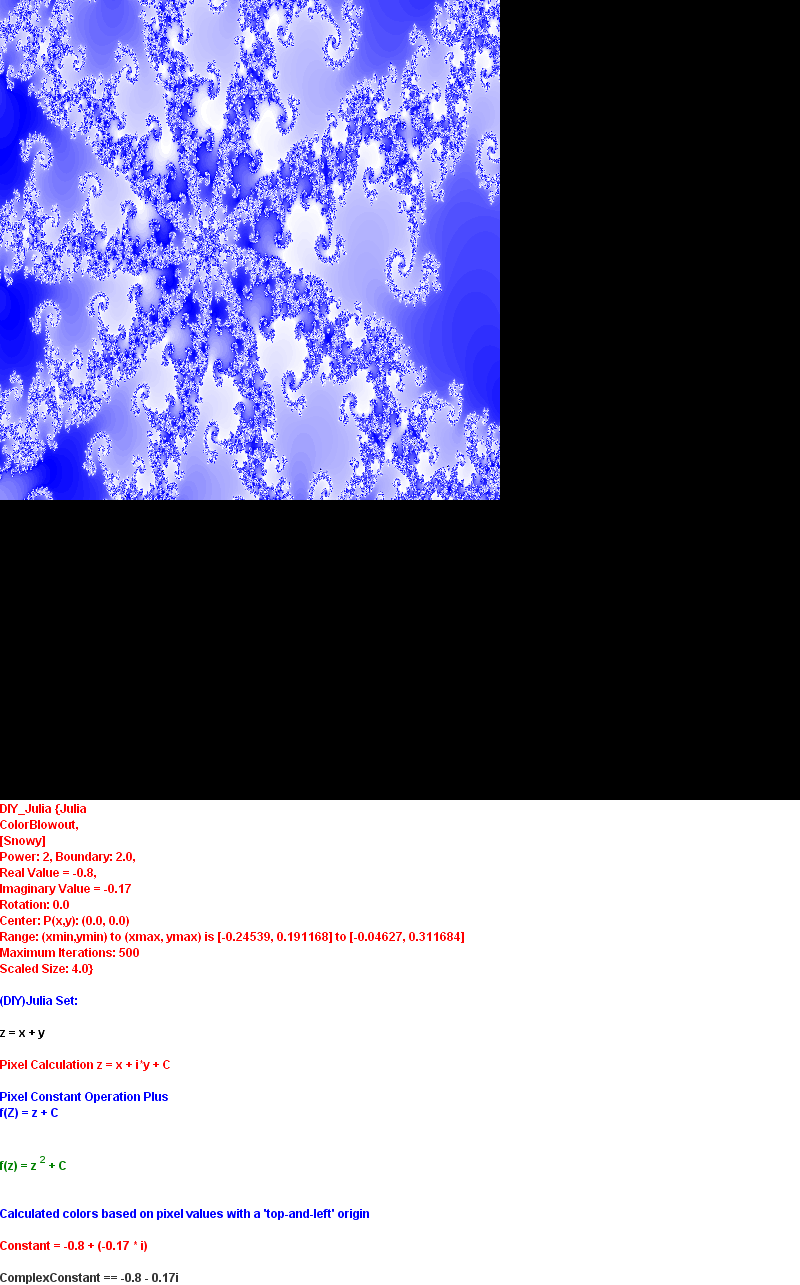 DIY_Julia {Julia
ColorBlowout,
[Snowy]
Power: 2, Boundary: 2.0,
Real Value = -0.8,
Imaginary Value = -0.17
Rotation: 0.0
Center: P(x,y): (0.0, 0.0)
Range: (xmin,ymin) to (xmax, ymax) is [-0.24539, 0.191168] to [-0.04627, 0.311684]
Maximum Iterations: 500
Scaled Size: 4.0}
(DIY)Julia Set:
z = x + y
Pixel Calculation z = x + i*y + C
Pixel Constant Operation Plus
f(Z) = z + C
f(z) = z 2 + C
Calculated colors based on pixel values with a 'top-and-left' origin
Constant = -0.8 + (-0.17 * i)
ComplexConstant == -0.8 - 0.17i